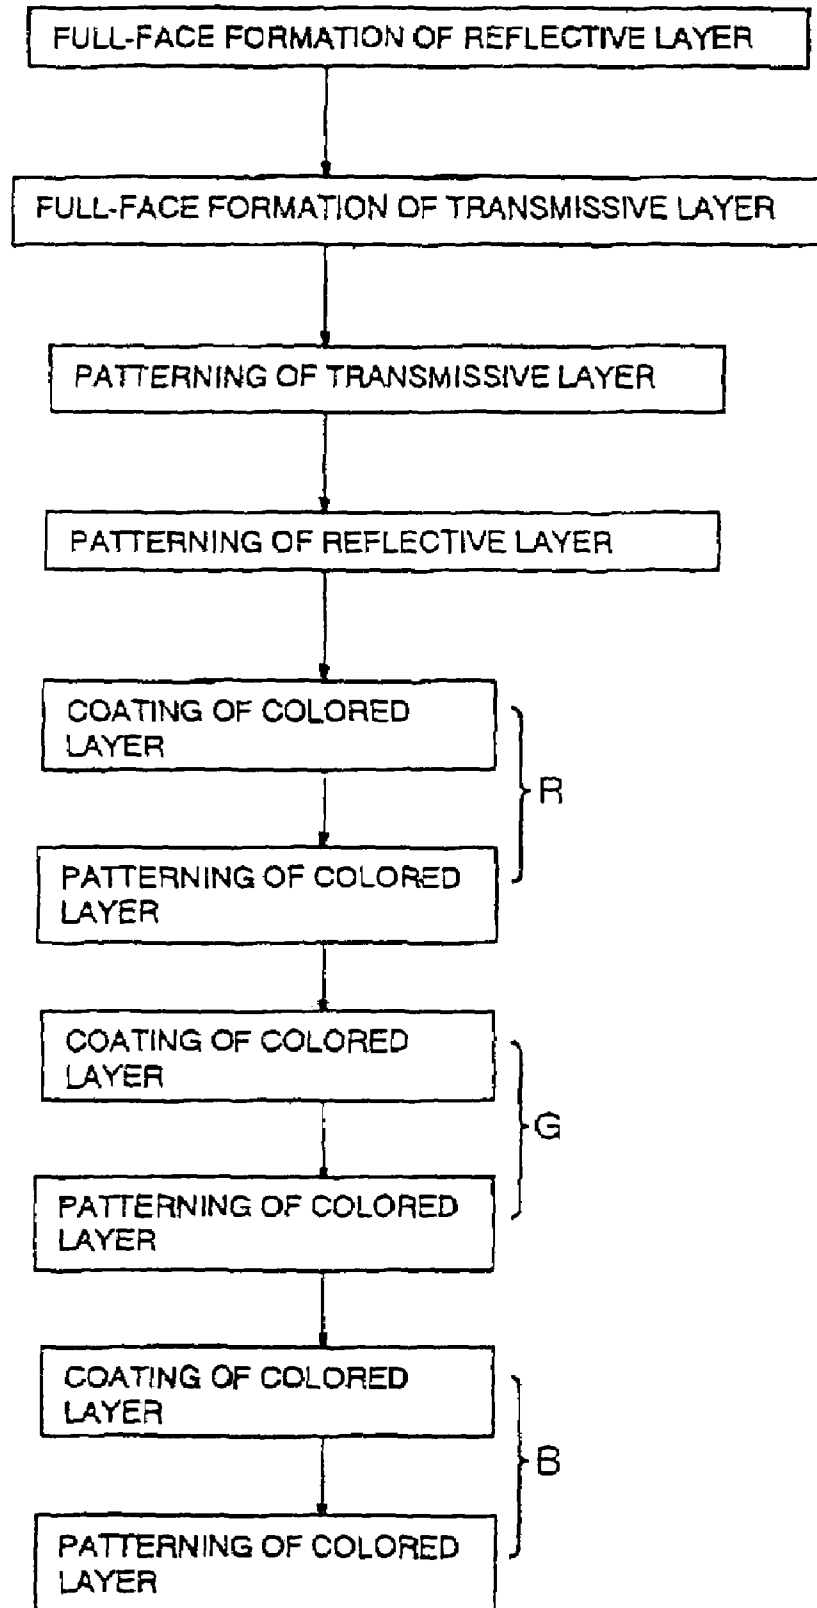 FULL-FACE FORMATION OF REFLECTIVE LAYER
FULL-FACE FORMATION OF TRANSMISSIVE LAYER
PATTERNING OF TRANSMISSIVE LAYER
PATTERNING OF REFLECTIVE LAYER
COATING OF COLORED
LAYER
R
PATTERNING OF COLORED
LAYER
COATING OF COLORED
LAYER
G
PATTERNING OF COLORED
LAYER
COATING OF COLORED
LAYER
B
PATTERNING OF COLORED
LAYER